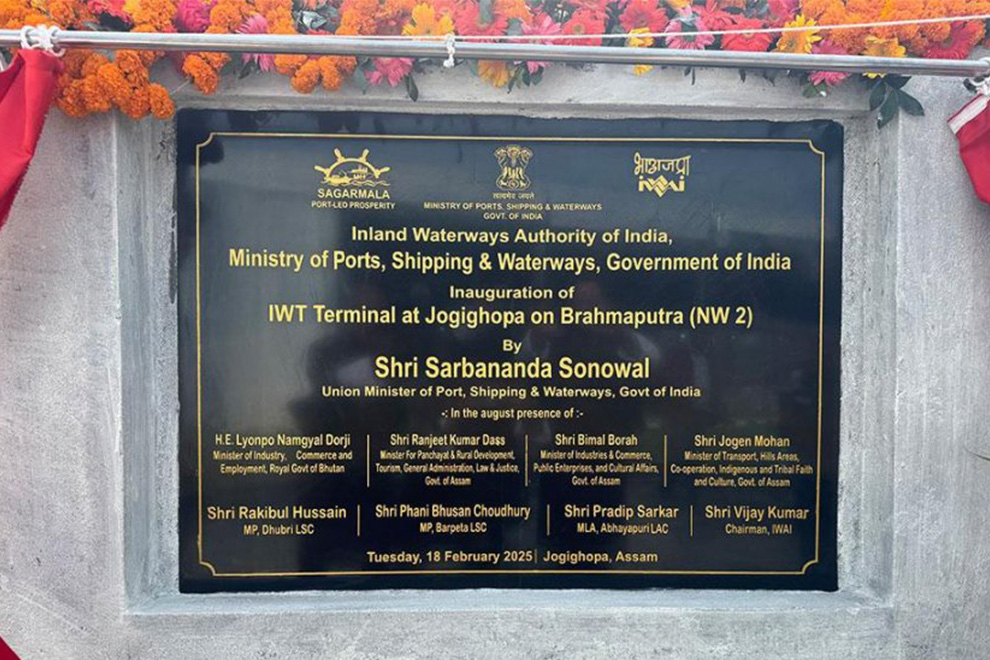 SAGARMALA
PORT-LED PROSPERITY
सत्यमेव जयते
MINISTRY OF PORTS, SHIPPING & WATERWAYS
GOVT. OF INDIA
भाअजप्रा
IWAI
Inland Waterways Authority of India,
Ministry of Ports, Shipping & Waterways, Government of India
Inauguration of
IWT Terminal at Jogighopa on Brahmaputra (NW 2)
By
Shri Sarbananda Sonowal
Union Minister of Port, Shipping & Waterways, Govt of India
-: In the august presence of :-
H.E. Lyonpo Namgyal Dorji
Minister of Industry, Commerce and
Employment, Royal Govt of Bhutan
Shri Ranjeet Kumar Dass
Minister For Panchayat & Rural Development,
Tourism, General Administration, Law & Justice,
Govt. of Assam
Shri Bimal Borah
Minister of Industries & Commerce,
Public Enterprises, and Cultural Affairs,
Govt. of Assam
Shri Jogen Mohan
Minister of Transport, Hills Areas,
Co-operation, Indigenous and Tribal Faith
and Culture, Govt. of Assam
Shri Rakibul Hussain
MP, Dhubri LSC
Shri Phani Bhusan Choudhury
MP, Barpeta LSC
Shri Pradip Sarkar
MLA, Abhayapuri LAC
Shri Vijay Kumar
Chairman, IWAI
Tuesday, 18 February 2025| Jogighopa, Assam